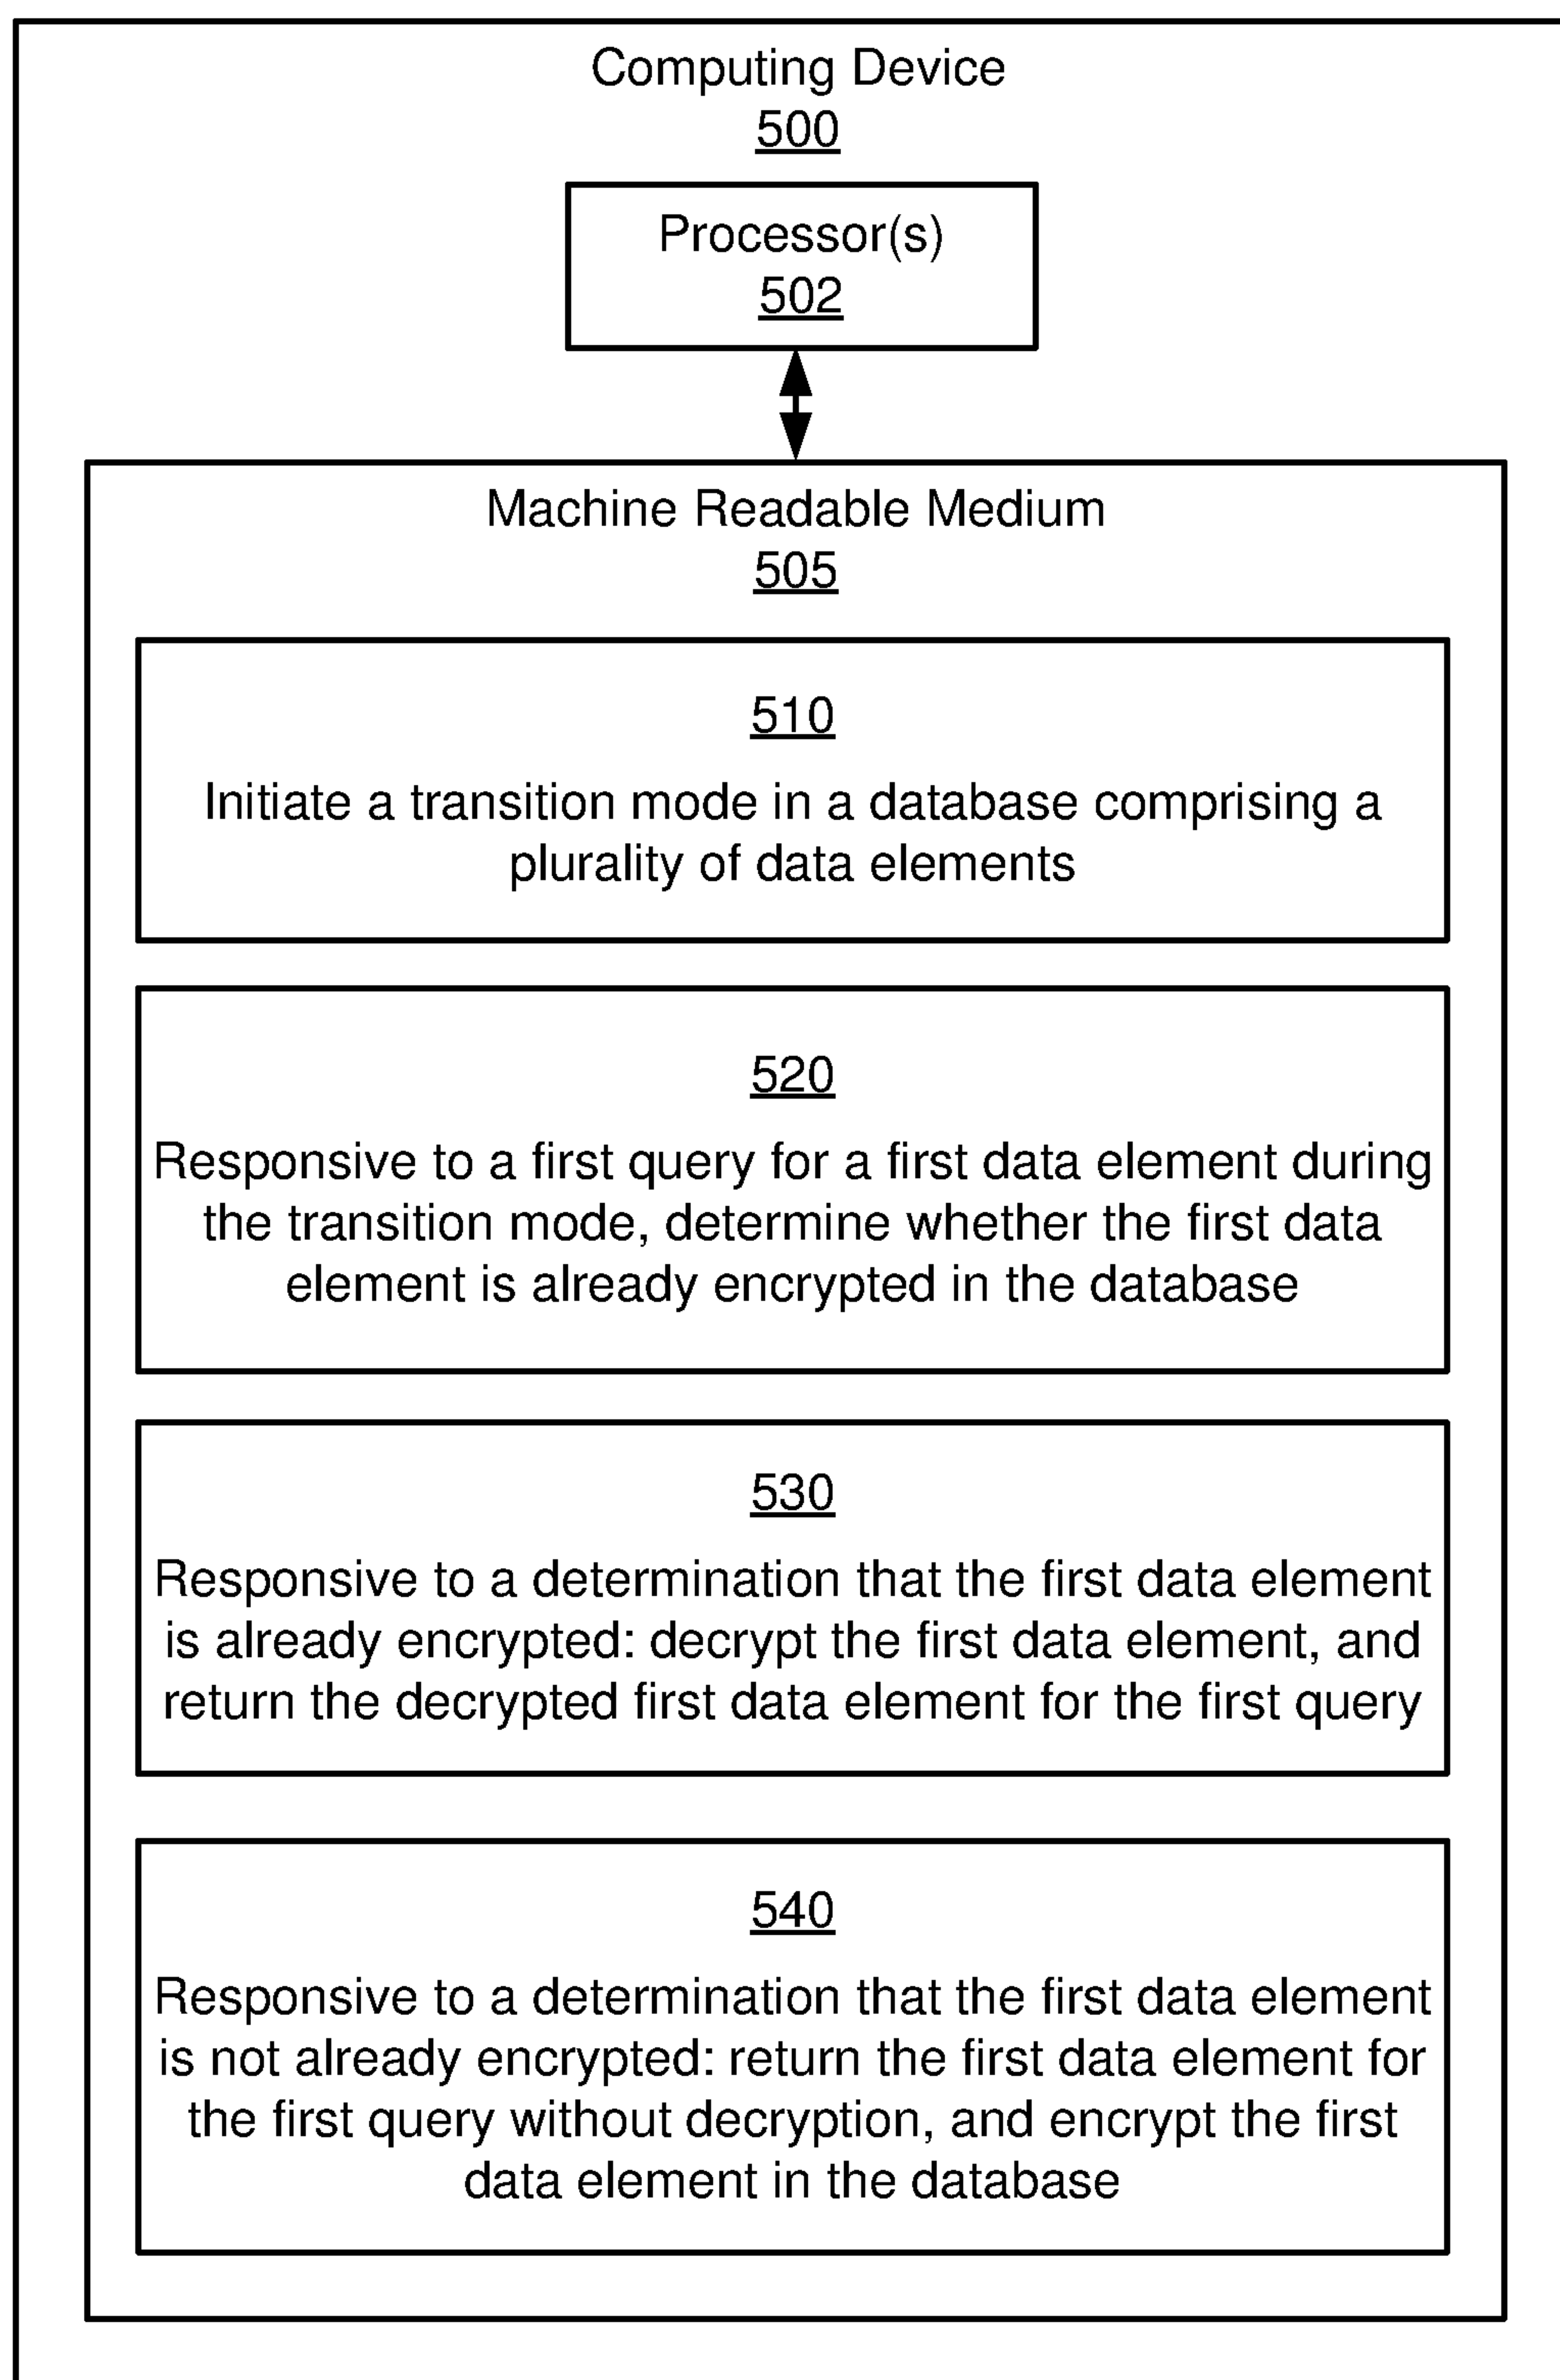 Computing Device
500
Processor(s)
502
Machine Readable Medium
505
510
Initiate a transition mode in a database comprising a
plurality of data elements
520
Responsive to a first query for a first data element during
the transition mode, determine whether the first data
element is already encrypted in the database
530
Responsive to a determination that the first data element
is already encrypted: decrypt the first data element, and
return the decrypted first data element for the first query
540
Responsive to a determination that the first data element
is not already encrypted: return the first data element for
the first query without decryption, and encrypt the first
data element in the database